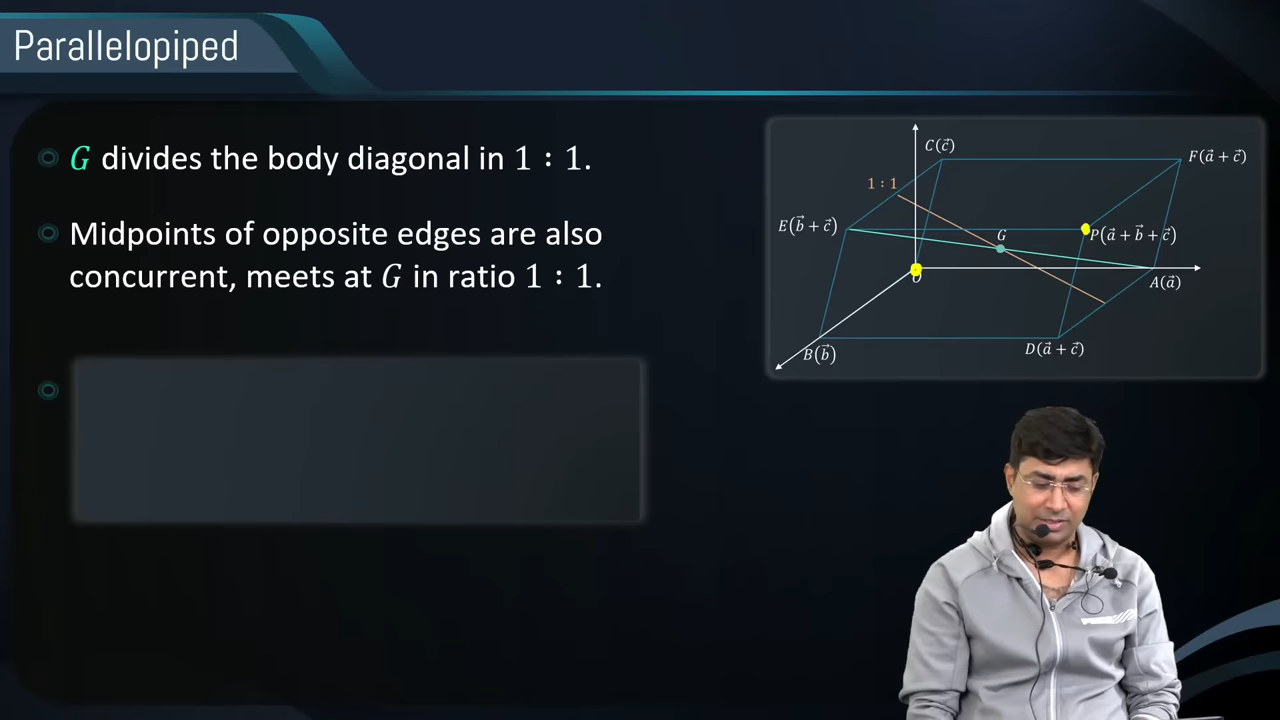 Parallelopiped
G divides the body diagonal in 1 : 1.
Midpoints of opposite edges are also
concurrent, meets at G in ratio 1 : 1.
C(c⃗)
F(a⃗ + c⃗)
1 : 1
E(b⃗ + c⃗)
G
P(a⃗ + b⃗ + c⃗)
O
A(a⃗)
B(b⃗)
D(a⃗ + c⃗)